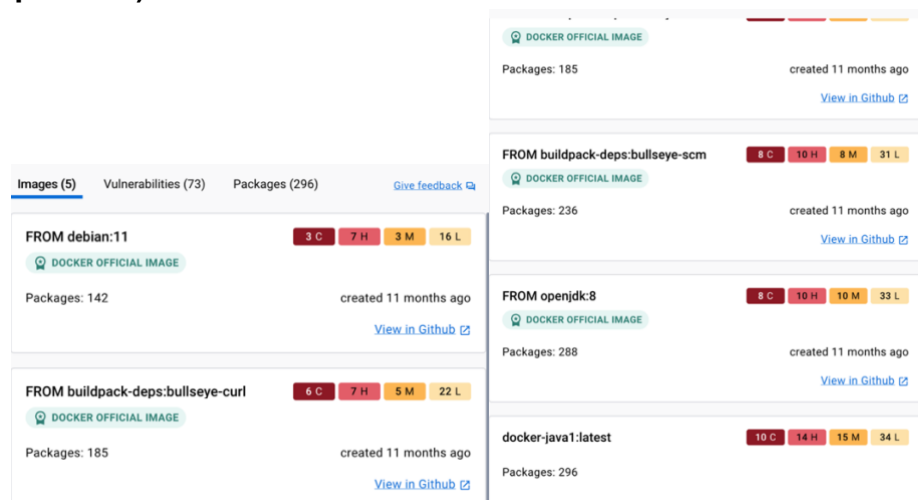 Images (5) Vulnerabilities (73) Packages (296) Give feedback
FROM debian:11 3 C 7 H 3 M 16 L
DOCKER OFFICIAL IMAGE
Packages: 142 created 11 months ago
View in Github
FROM buildpack-deps:bullseye-curl 6 C 7 H 5 M 22 L
DOCKER OFFICIAL IMAGE
Packages: 185 created 11 months ago
View in Github
DOCKER OFFICIAL IMAGE
Packages: 185 created 11 months ago
View in Github
FROM buildpack-deps:bullseye-scm 8 C 10 H 8 M 31 L
DOCKER OFFICIAL IMAGE
Packages: 236 created 11 months ago
View in Github
FROM openjdk:8 8 C 10 H 10 M 33 L
DOCKER OFFICIAL IMAGE
Packages: 288 created 11 months ago
View in Github
docker-java1:latest 10 C 14 H 15 M 34 L
Packages: 296